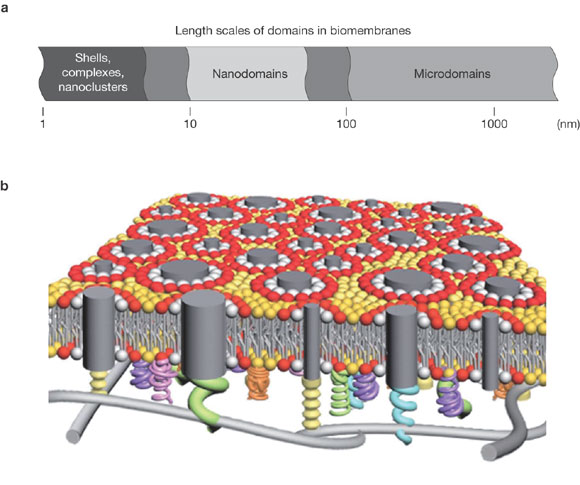 a
Length scales of domains in biomembranes
Shells,
complexes,
nanoclusters
Nanodomains
Microdomains
1
10
100
1000
(nm)
b